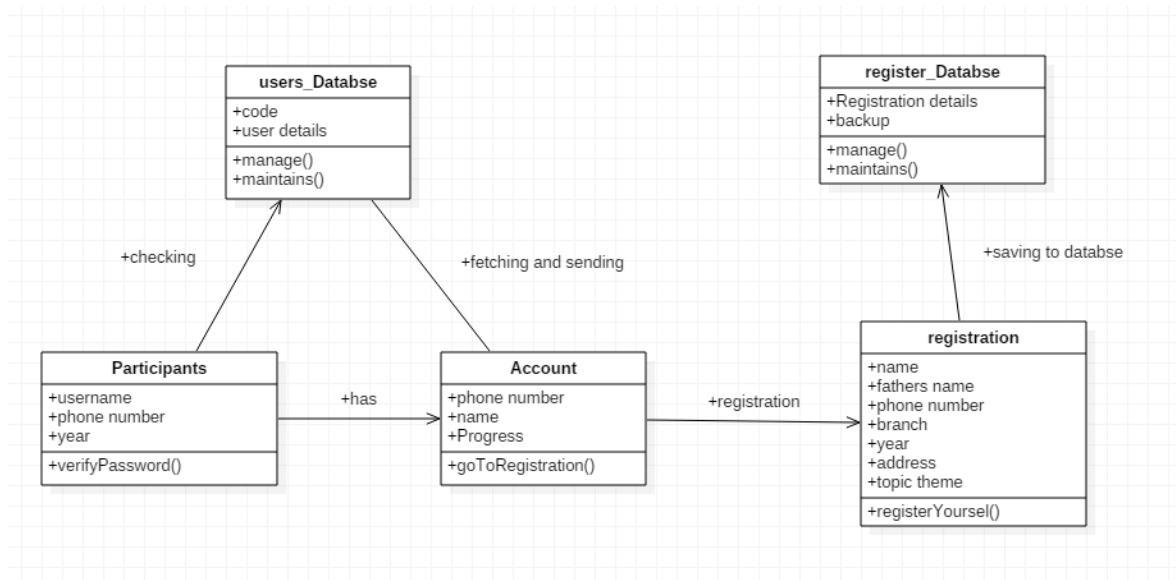 users_Databse
+code
+user details
+manage()
+maintains()
register_Databse
+Registration details
+backup
+manage()
+maintains()
+checking
+fetching and sending
+saving to databse
Participants
+username
+phone number
+year
+verifyPassword()
+has
Account
+phone number
+name
+Progress
+goToRegistration()
+registration
registration
+name
+fathers name
+phone number
+branch
+year
+address
+topic theme
+registerYoursel()